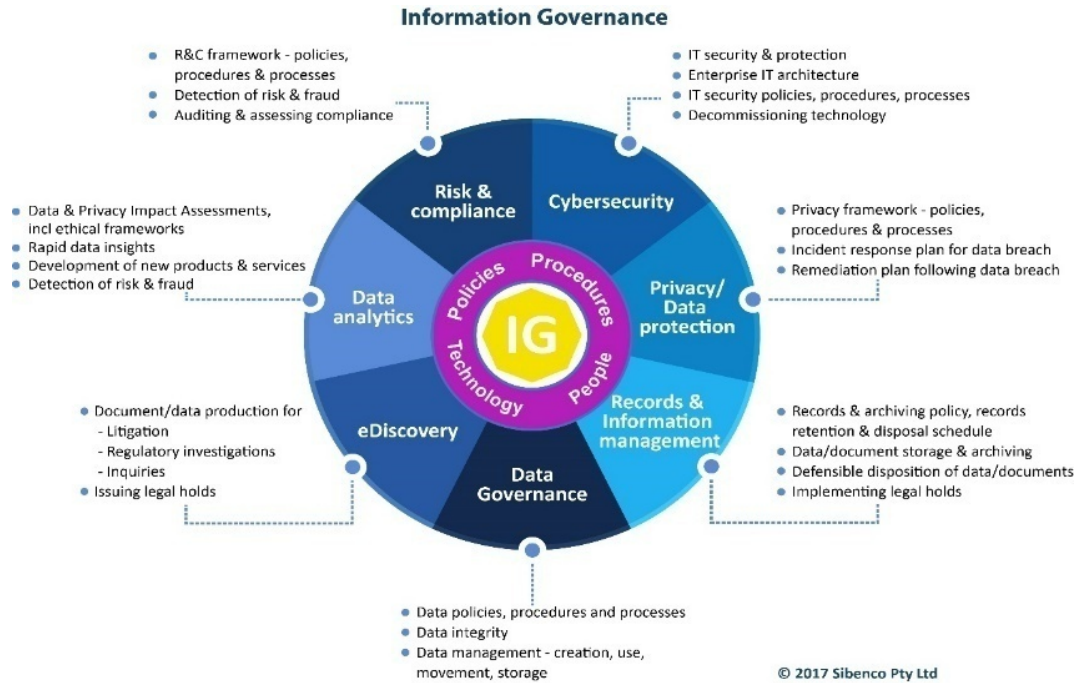 Information Governance
R&C framework - policies,
procedures & processes
Detection of risk & fraud
Auditing & assessing compliance
IT security & protection
Enterprise IT architecture
IT security policies, procedures, processes
Decommissioning technology
Data & Privacy Impact Assessments,
incl ethical frameworks
Rapid data insights
Development of new products & services
Detection of risk & fraud
Privacy framework - policies,
procedures & processes
Incident response plan for data breach
Remediation plan following data breach
Risk &
compliance
Cybersecurity
Data
analytics
Privacy/
Data
protection
Policies
Procedures
Technology
People
IG
eDiscovery
Records &
Information
management
Data
Governance
Document/data production for
- Litigation
- Regulatory investigations
- Inquiries
Issuing legal holds
Records & archiving policy, records
retention & disposal schedule
Data/document storage & archiving
Defensible disposition of data/documents
Implementing legal holds
Data policies, procedures and processes
Data integrity
Data management - creation, use,
movement, storage
© 2017 Sibenco Pty Ltd